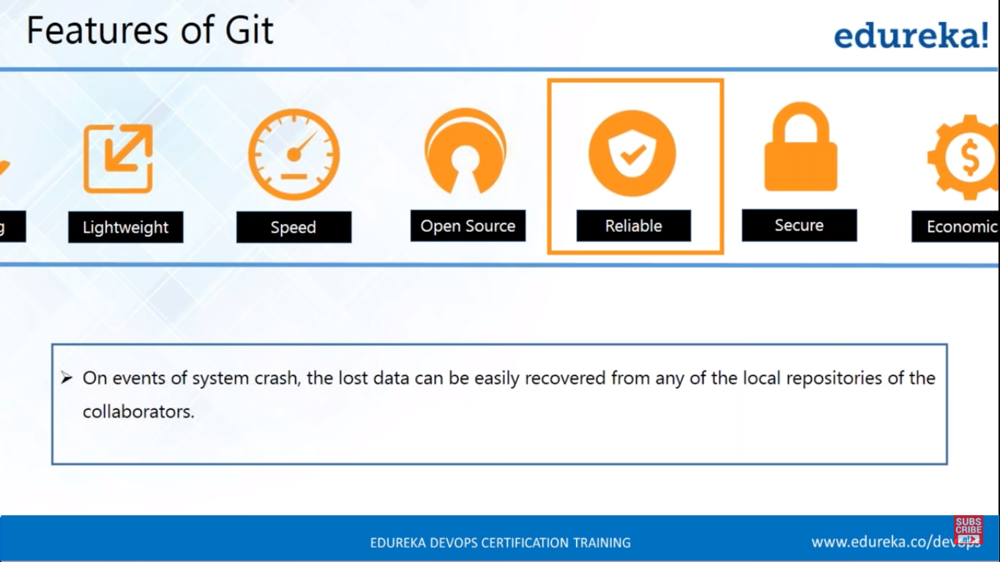 Features of Git
edureka!
g
Lightweight
Speed
Open Source
Reliable
Secure
Economic
➤ On events of system crash, the lost data can be easily recovered from any of the local repositories of the
collaborators.
EDUREKA DEVOPS CERTIFICATION TRAINING
www.edureka.co/devops
SUBS
CRIBE
e!